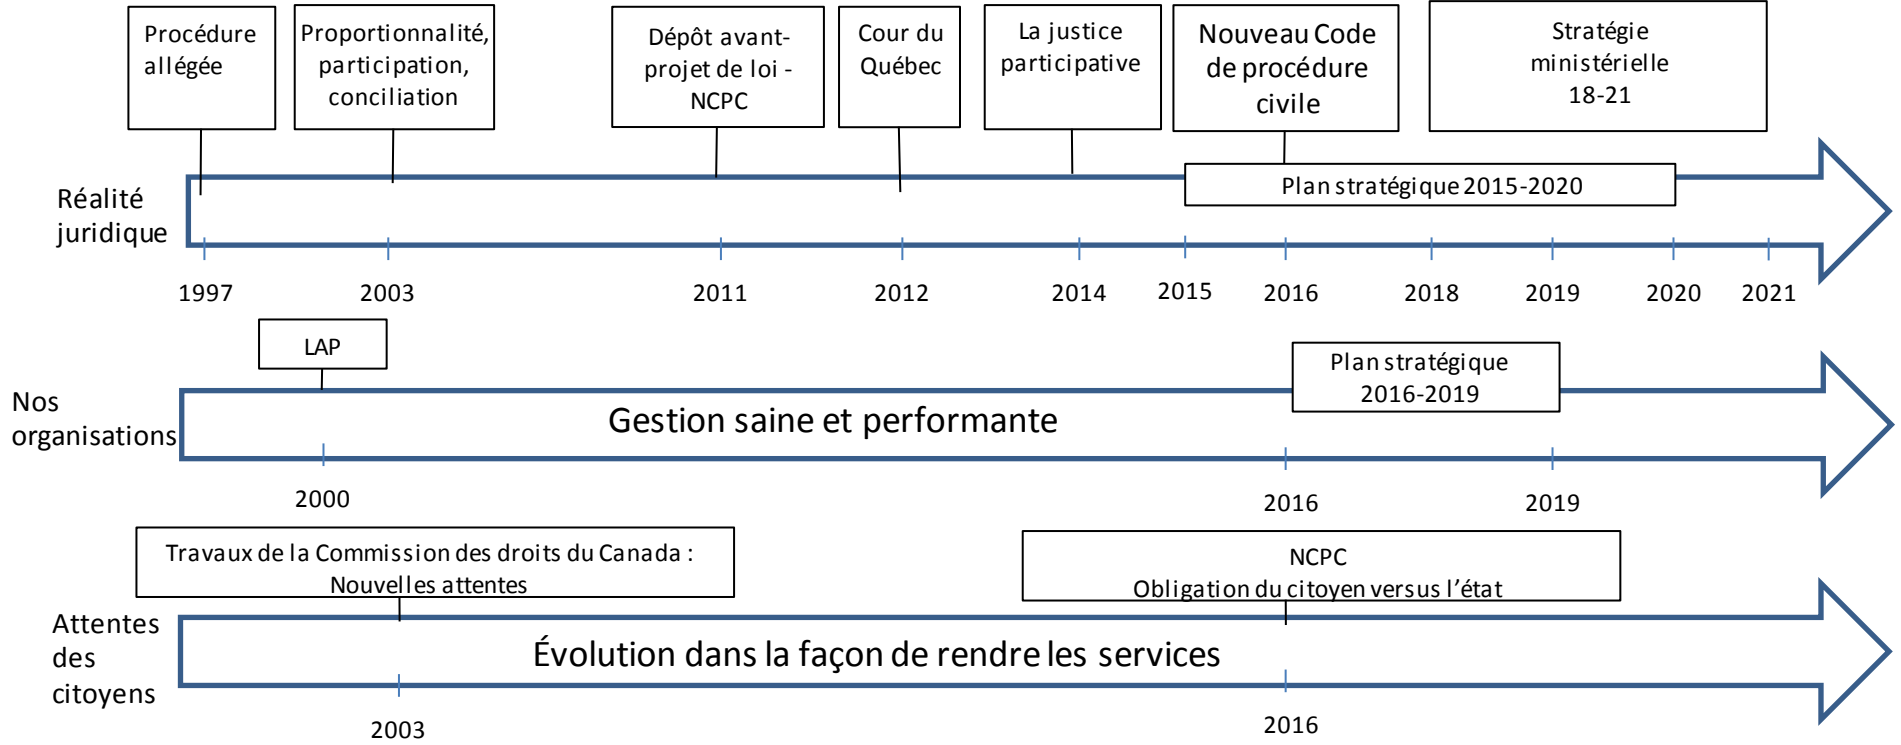 Procédure
allégée
Proportionnalité,
participation,
conciliation
Dépôt avant-
projet de loi -
NCPC
Cour du
Québec
La justice
participative
Nouveau Code
de procédure
civile
Stratégie
ministérielle
18-21
Plan stratégique 2015-2020
Réalité
juridique
1997
2003
2011
2012
2014
2015
2016
2018
2019
2020
2021
LAP
Plan stratégique
2016-2019
Nos
organisations
Gestion saine et performante
2000
2016
2019
Travaux de la Commission des droits du Canada :
Nouvelles attentes
NCPC
Obligation du citoyen versus l’état
Attentes
des
citoyens
Évolution dans la façon de rendre les services
2003
2016